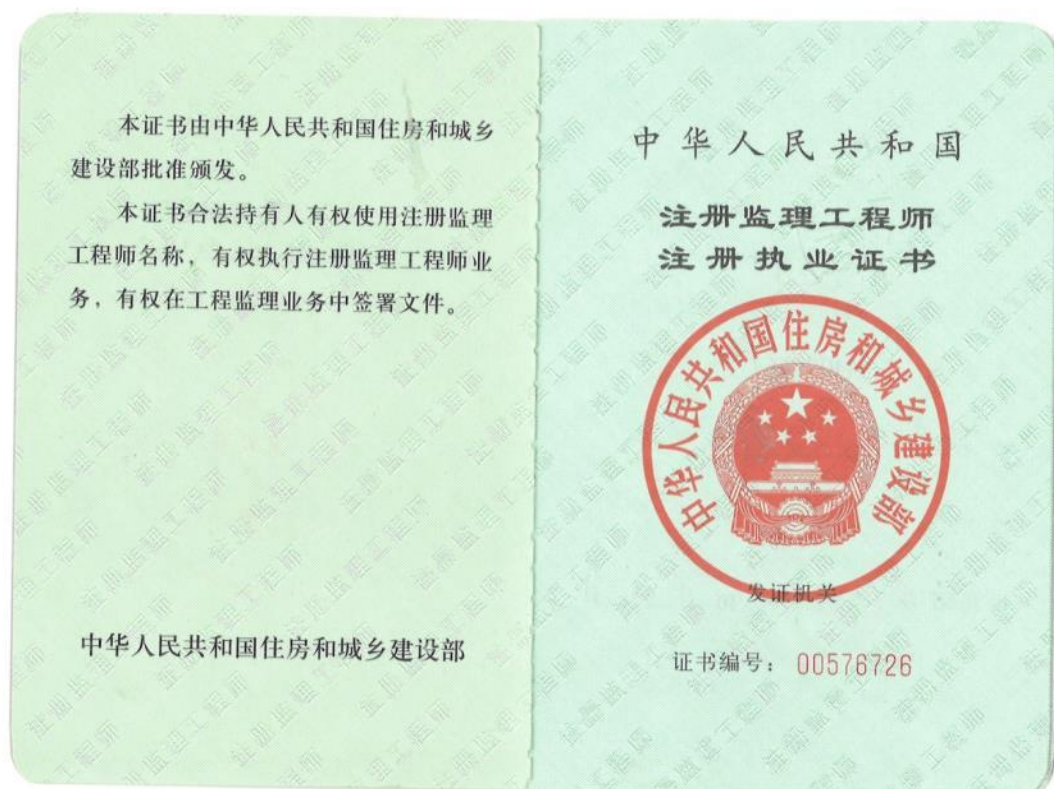 本证书由中华人民共和国住房和城乡
建设部批准颁发。
本证书合法持有人有权使用注册监理
工程师名称，有权执行注册监理工程师业
务，有权在工程监理业务中签署文件。
中华人民共和国住房和城乡建设部
中华人民共和国
注册监理工程师
注册执业证书
中华人民共和国住房和城乡建设部
发证机关
证书编号：00576726